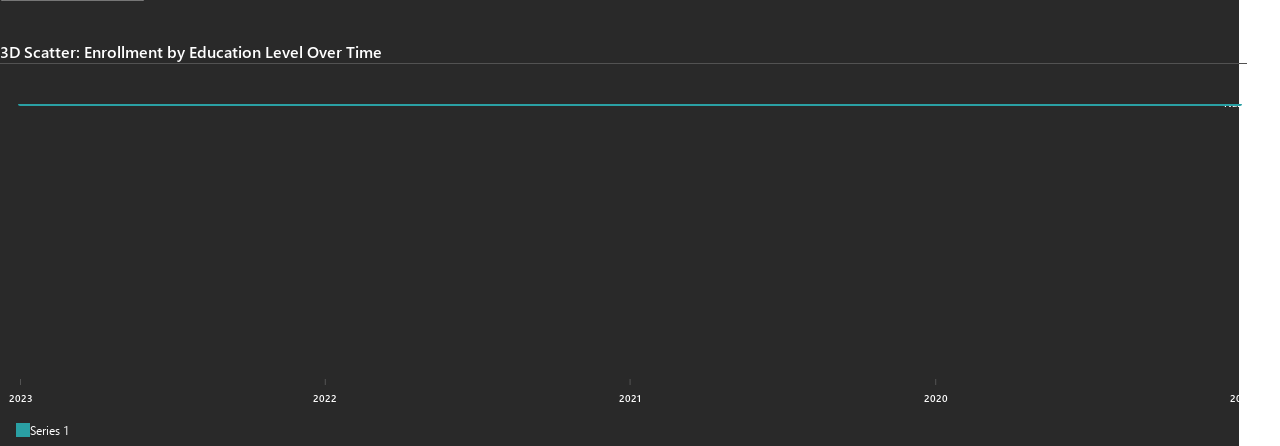 3D Scatter: Enrollment by Education Level Over Time
2023 2022 2021 2020
Series 1